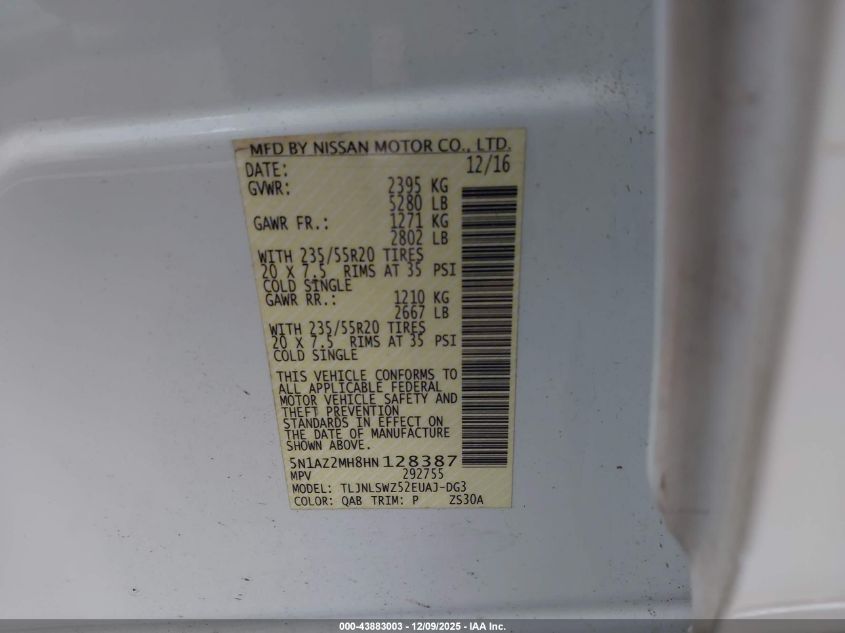 MFD BY NISSAN MOTOR CO., LTD.
DATE: 12/16
GVWR: 2395 KG
5280 LB
GAWR FR.: 1271 KG
2802 LB
WITH 235/55R20 TIRES
20 X 7.5 RIMS AT 35 PSI
COLD SINGLE
GAWR RR.: 1210 KG
2667 LB
WITH 235/55R20 TIRES
20 X 7.5 RIMS AT 35 PSI
COLD SINGLE
THIS VEHICLE CONFORMS TO
ALL APPLICABLE FEDERAL
MOTOR VEHICLE SAFETY AND
THEFT PREVENTION
STANDARDS IN EFFECT ON
THE DATE OF MANUFACTURE
SHOWN ABOVE.
5N1AZ2MH8HN128387
MPV 292755
MODEL: TLJNLSWZ52EUAJ-DG3
COLOR: QAB TRIM: P ZS30A
000-43883003 - 12/09/2025 - IAA Inc.